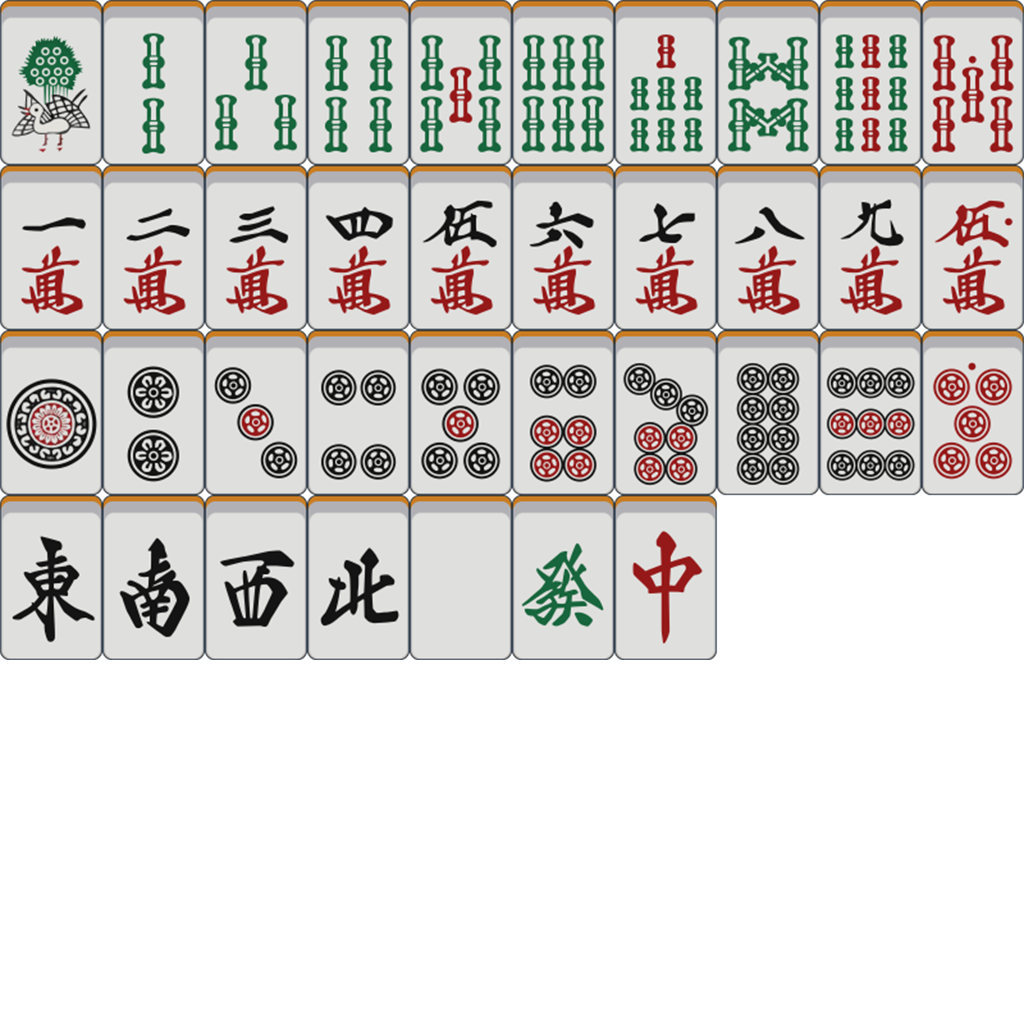 一 二 三 四 伍 六 七 八 九 伍
萬 萬 萬 萬 萬 萬 萬 萬 萬 萬
東 南 西 北 發 中